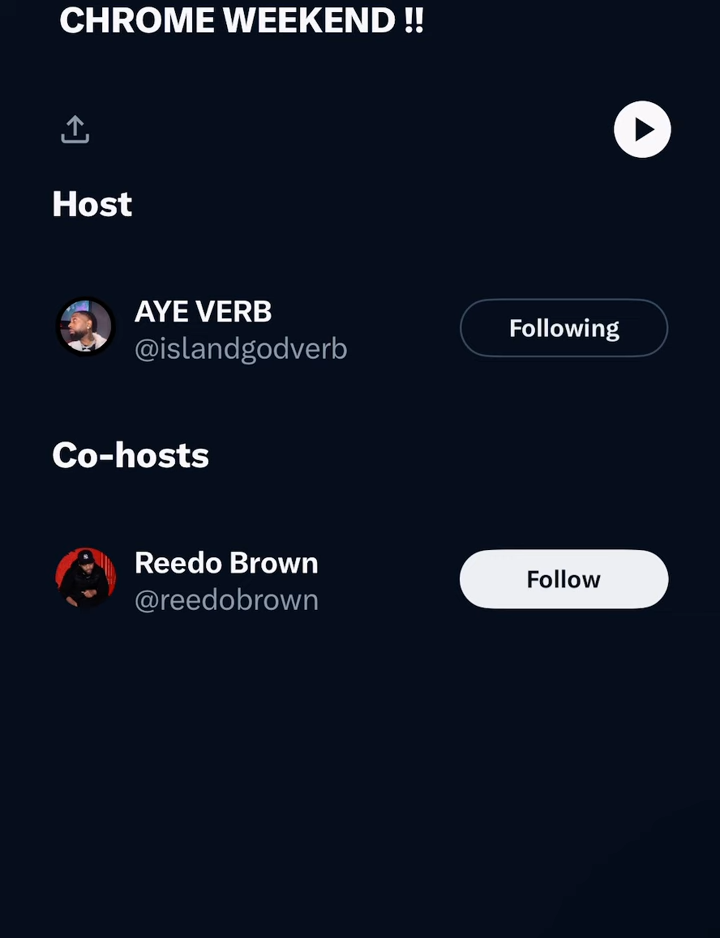 CHROME WEEKEND !!
Host
AYE VERB
@islandgodverb
Following
Co-hosts
Reedo Brown
@reedobrown
Follow